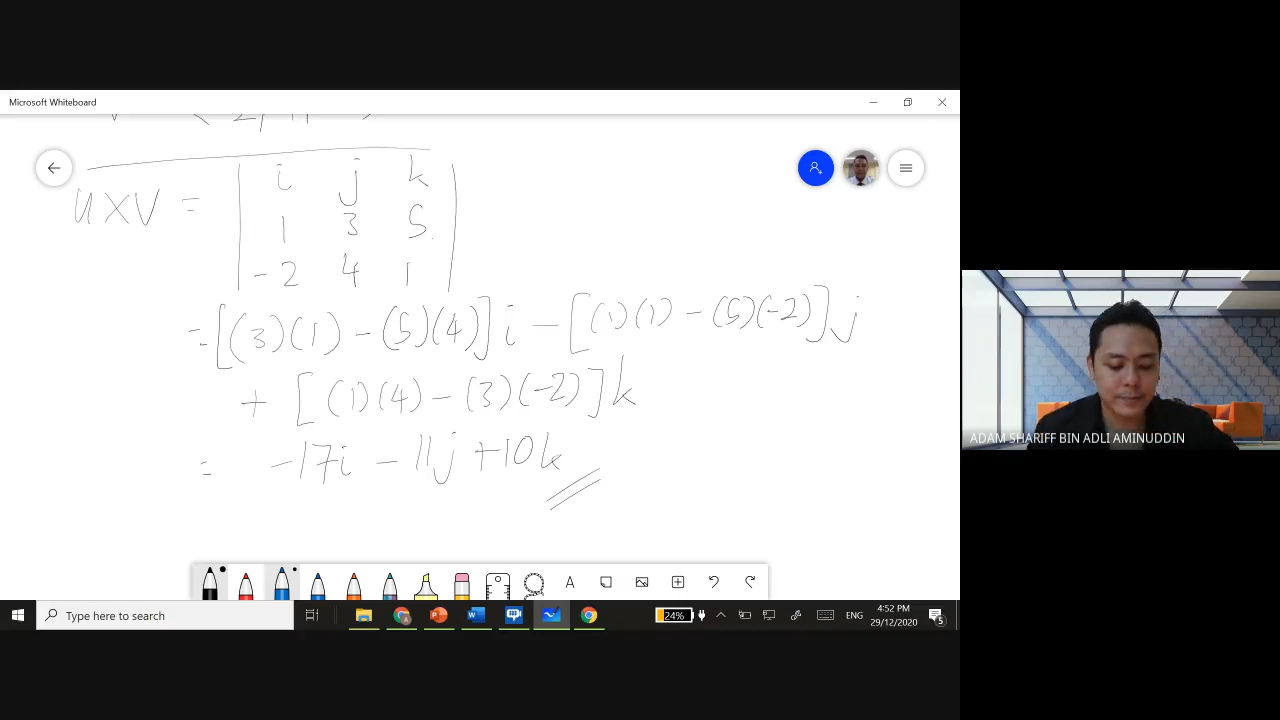 Microsoft Whiteboard
i j k
u x v =
1 3 5
-2 4 1
= [(3)(1) - (5)(4)] i - [(1)(1) - (5)(-2)] j
+ [(1)(4) - (3)(-2)] k
= -17i - 11j + 10k
ADAM SHARIFF BIN ADLI AMINUDDIN
A
Type here to search
24%
ENG
4:52 PM
29/12/2020
5